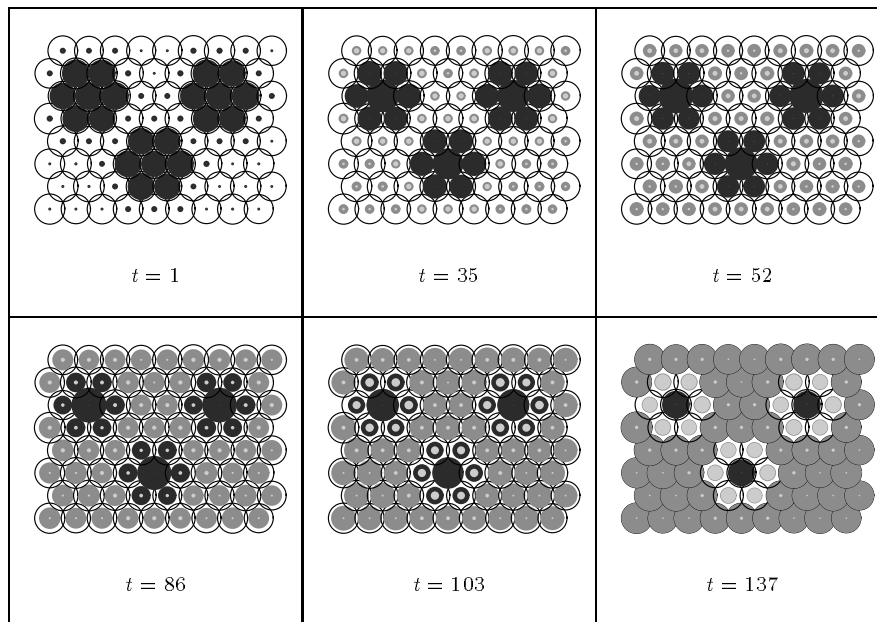 t = 1
t = 35
t = 52
t = 86
t = 103
t = 137